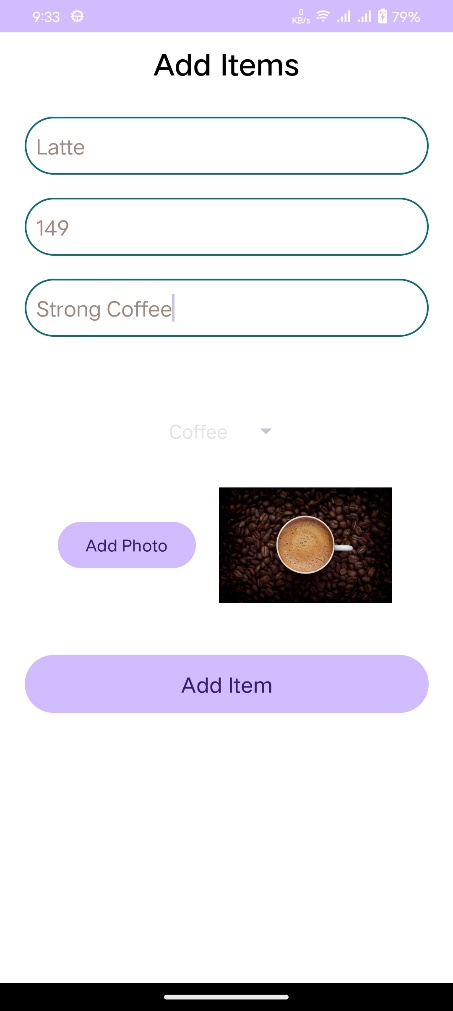 9:33
0
KB/s
79%
Add Items
Latte
149
Strong Coffee
Coffee
Add Photo
Add Item